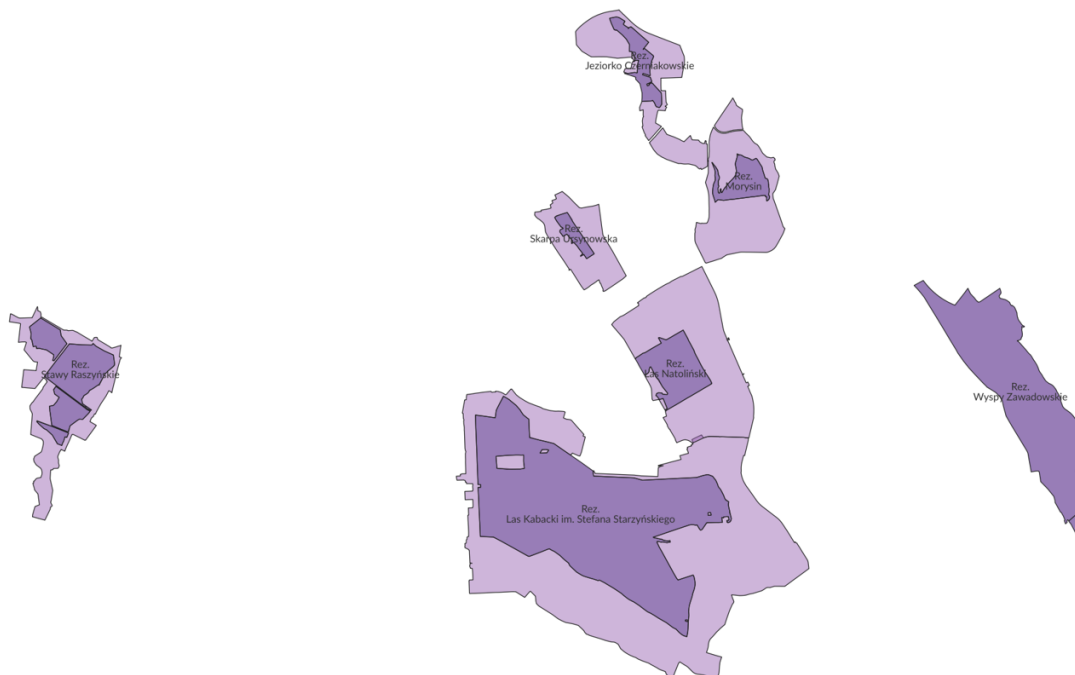 Rez.
Jeziorko Czerniakowskie
Rez.
Morysin
Rez.
Skarpa Ursynowska
Rez.
Stawy Raszyńskie
Rez.
Las Natoliński
Rez.
Wyspy Zawadowskie
Rez.
Las Kabacki im. Stefana Starzyńskiego